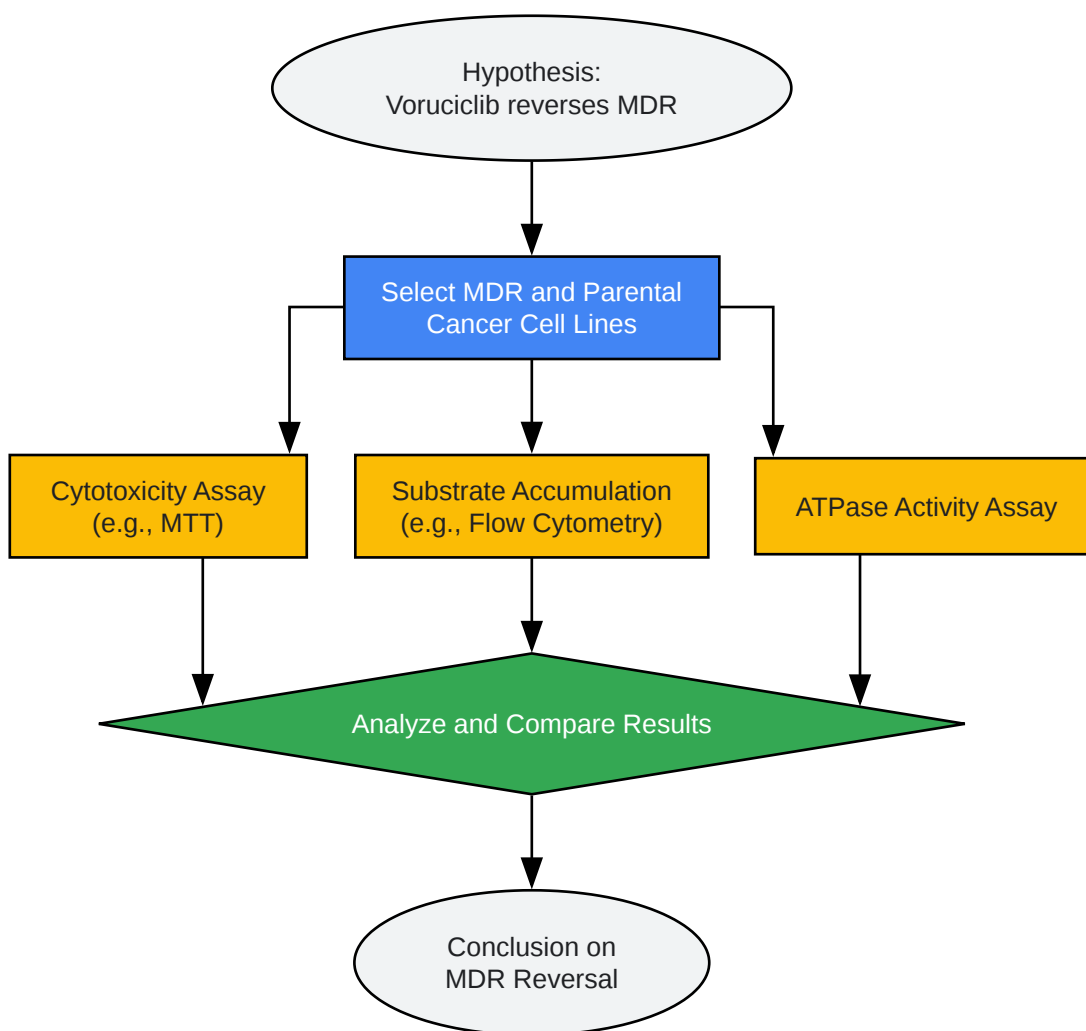 Hypothesis:
Voruciclib reverses MDR
Select MDR and Parental
Cancer Cell Lines
Cytotoxicity Assay
(e.g., MTT)
Substrate Accumulation
(e.g., Flow Cytometry)
ATPase Activity Assay
Analyze and Compare Results
Conclusion on
MDR Reversal